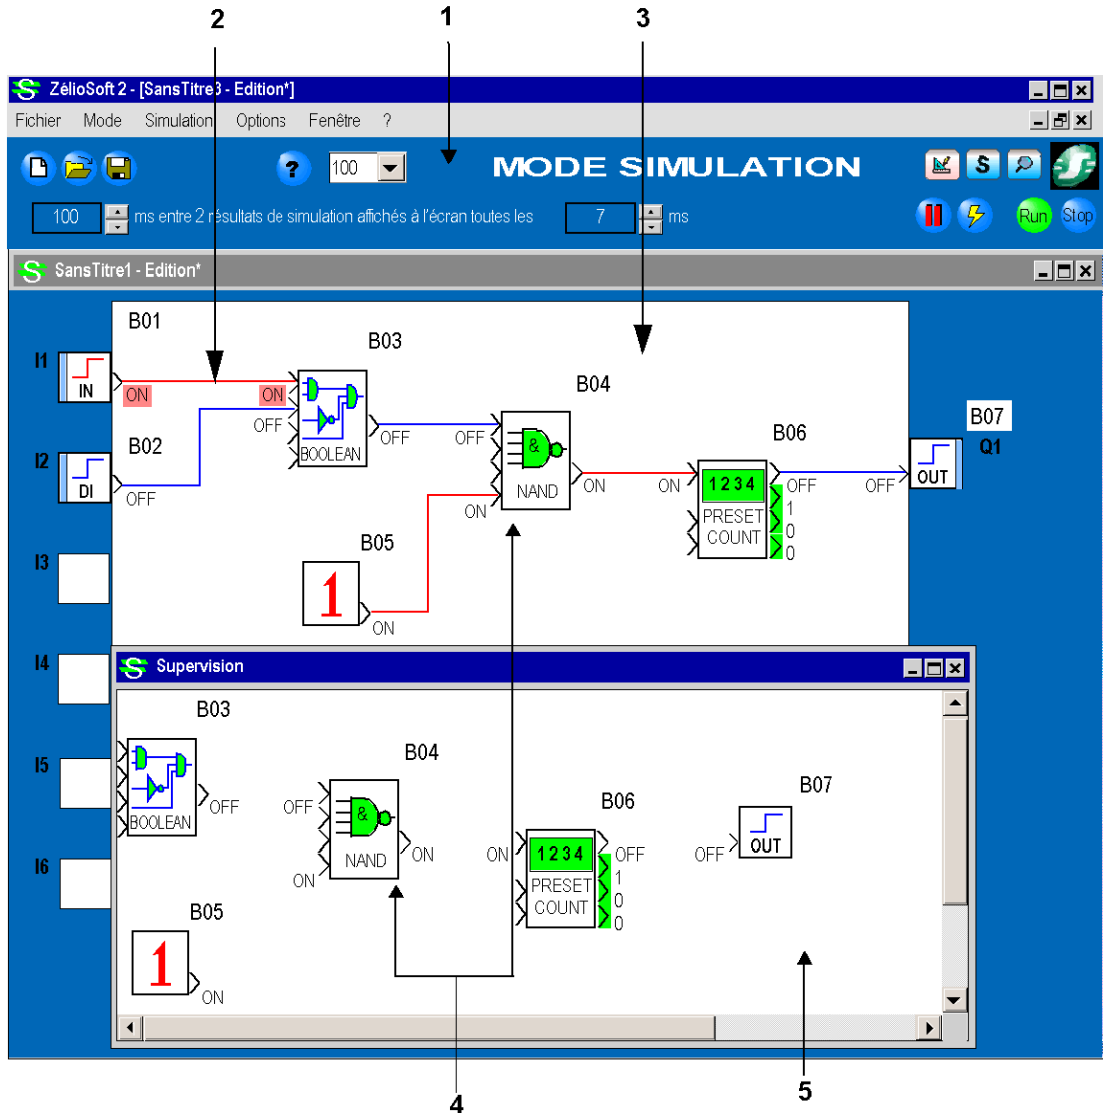 2 1 3
ZélioSoft 2 - [SansTitre3 - Edition*]
Fichier Mode Simulation Options Fenêtre ?
? 100 MODE SIMULATION S
100 ms entre 2 résultats de simulation affichés à l'écran toutes les 7 ms Run Stop
SansTitre1 - Edition*
B01
B03
I1
IN
ON
ON
B04
OFF
OFF
OFF
BOOLEAN
B07
B02
B06
Q1
I2
&
OUT
DI
OFF
NAND
ON
ON
1234
OFF
OFF
ON
PRESET
1
COUNT
0
0
B05
I3
1
ON
I4
Supervision
B03
B04
I5
B07
BOOLEAN
OFF
OFF
&
B06
OUT
NAND
ON
ON
1234
OFF
OFF
I6
ON
PRESET
1
COUNT
0
0
B05
1
ON
4 5